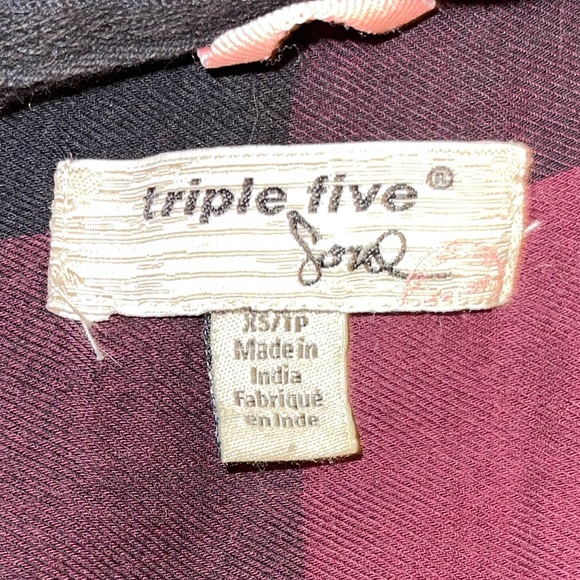 triple five ®
Soul
XS/TP
Made in
India
Fabriqué
en Inde